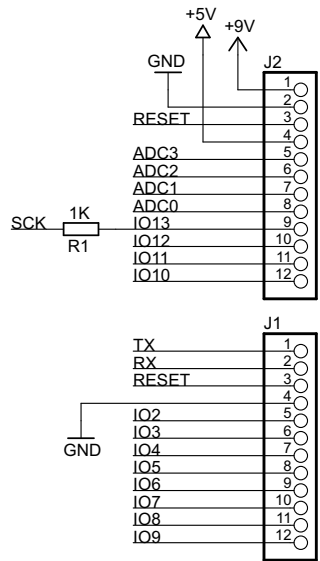 +5V
+9V
GND
J2
1
2
RESET 3
4
ADC3 5
ADC2 6
ADC1 7
ADC0 8
SCK 1K IO13 9
R1
IO12 10
IO11 11
IO10 12
J1
TX 1
RX 2
RESET 3
4
IO2 5
IO3 6
GND
IO4 7
IO5 8
IO6 9
IO7 10
IO8 11
IO9 12